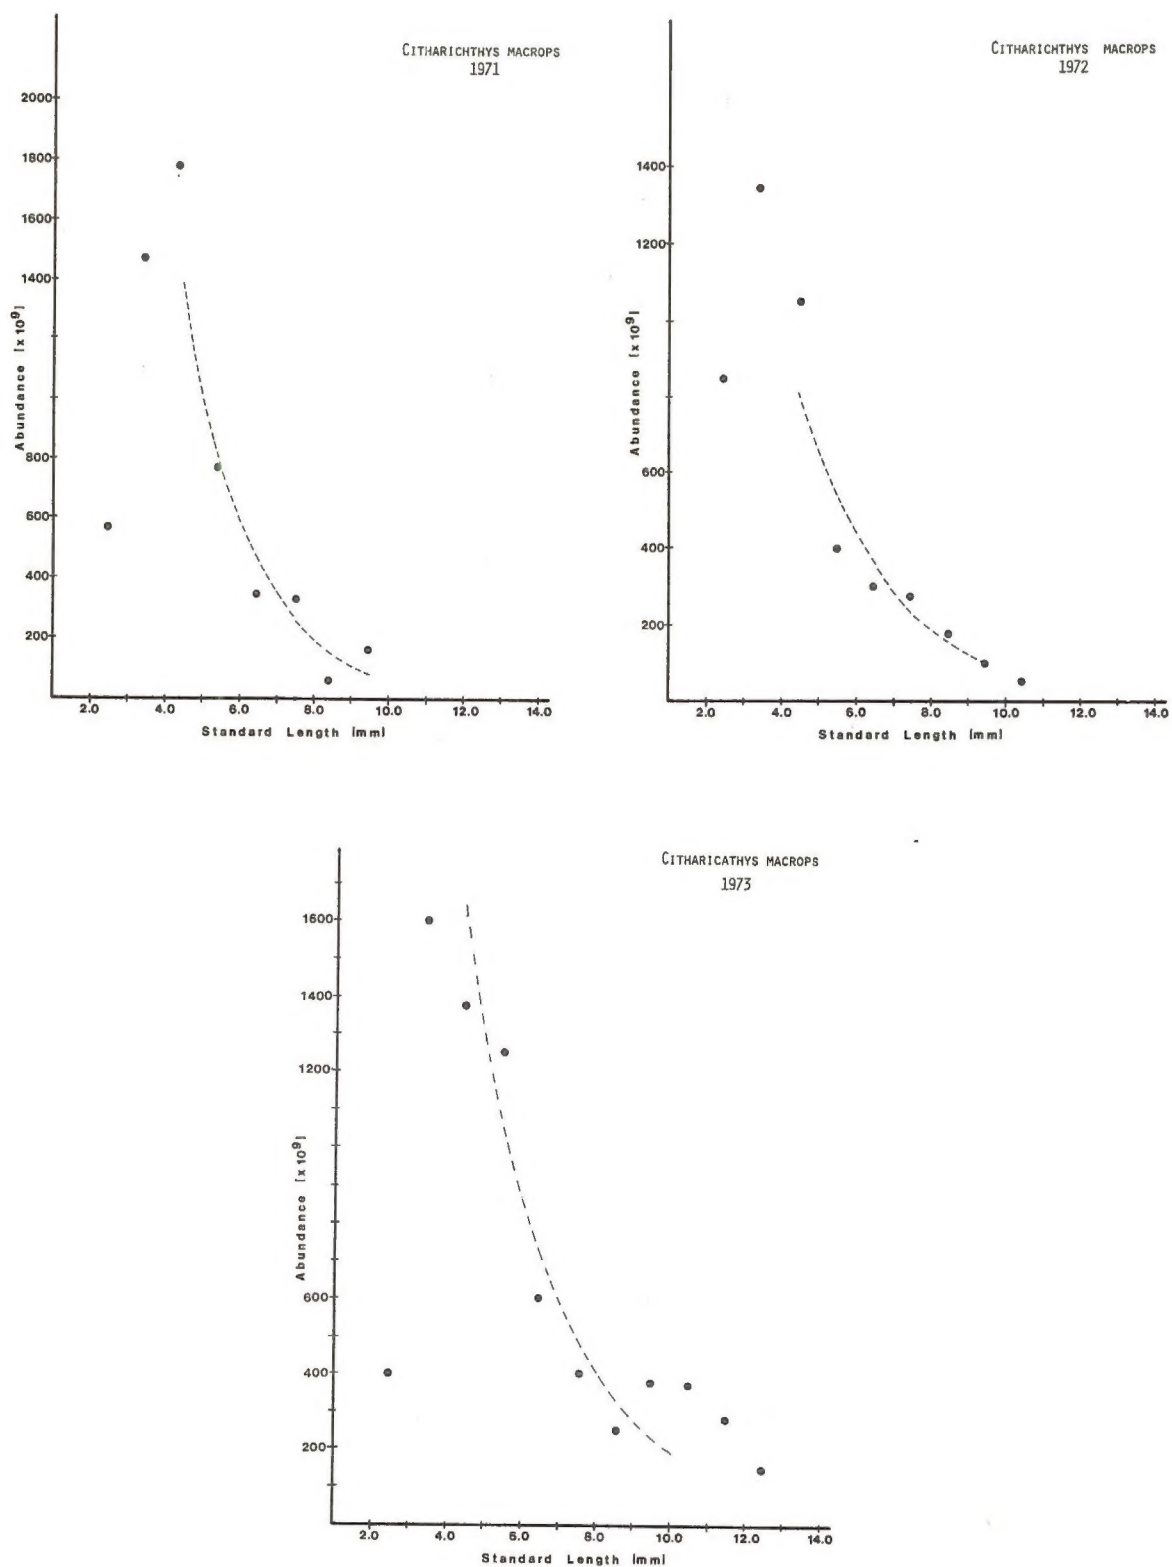 CITHARICHTHYS MACROPS
1971
2000
1800
1600
1400
800
600
400
200
Abundance [x10⁹]
2.0 4.0 6.0 8.0 10.0 12.0 14.0
Standard Length [mm]
CITHARICHTHYS MACROPS
1972
1400
1200
600
400
200
Abundance [x10⁹]
2.0 4.0 6.0 8.0 10.0 12.0 14.0
Standard Length [mm]
CITHARICATHYS MACROPS
1973
1600
1400
1200
600
400
200
Abundance [x10⁹]
2.0 4.0 6.0 8.0 10.0 12.0 14.0
Standard Length [mm]